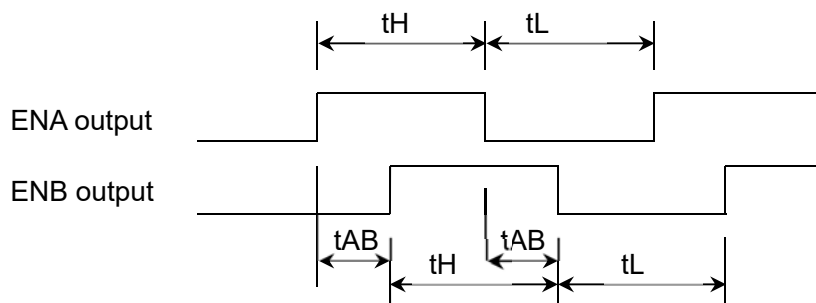 tH tL
ENA output
ENB output
tAB tAB
tH tL